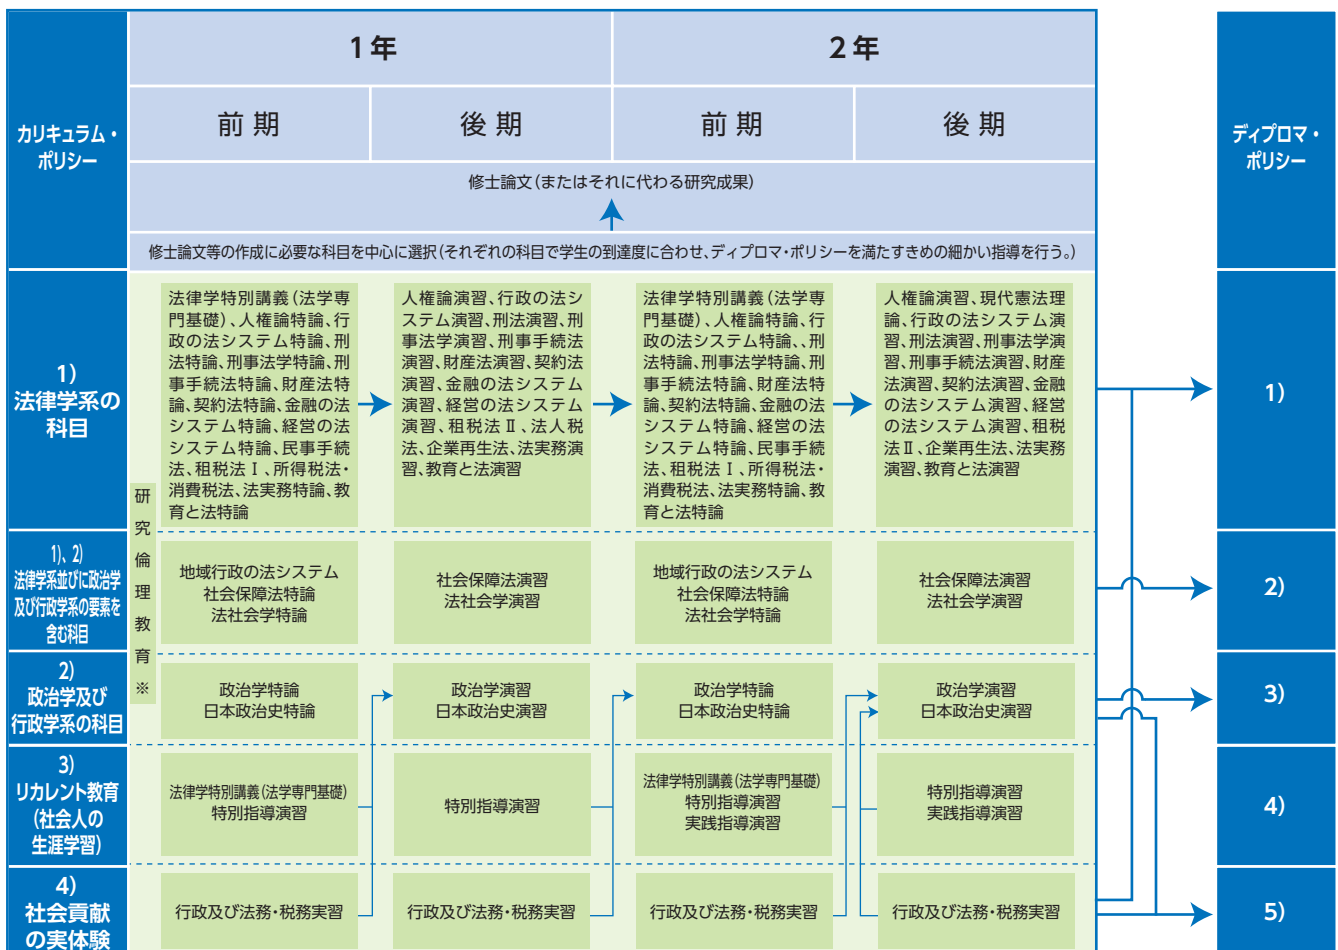 カリキュラム・
ポリシー
1年
2年
前期
後期
前期
後期
ディプロマ・
ポリシー
修士論文(またはそれに代わる研究成果)
修士論文等の作成に必要な科目を中心に選択(それぞれの科目で学生の到達度に合わせ、ディプロマ・ポリシーを満たすきめの細かい指導を行う。)
1)
法律学系の
科目
研究倫理教育※
法律学特別講義(法学専
門基礎)、人権論特論、行
政の法システム特論、刑
法特論、刑事法学特論、刑
事手続法特論、財産法特
論、契約法特論、金融の法
システム特論、経営の法
システム特論、民事手続
法、租税法Ⅰ、所得税法・
消費税法、法実務特論、教
育と法特論
人権論演習、行政の法シ
ステム演習、刑法演習、刑
事法学演習、刑事手続法
演習、財産法演習、契約法
演習、金融の法システム
演習、経営の法システム
演習、租税法Ⅱ、法人税
法、企業再生法、法実務演
習、教育と法演習
法律学特別講義(法学専
門基礎)、人権論特論、行
政の法システム特論、、刑
法特論、刑事法学特論、刑
事手続法特論、財産法特
論、契約法特論、金融の法
システム特論、経営の法
システム特論、民事手続
法、租税法Ⅰ、所得税法・
消費税法、法実務特論、教
育と法特論
人権論演習、現代憲法理
論、行政の法システム演
習、刑法演習、刑事法学演
習、刑事手続法演習、財産
法演習、契約法演習、金融
の法システム演習、経営
の法システム演習、租税
法Ⅱ、企業再生法、法実務
演習、教育と法演習
1)
1)、2)
法律学系並びに政治学
及び行政学系の要素を
含む科目
地域行政の法システム
社会保障法特論
法社会学特論
社会保障法演習
法社会学演習
地域行政の法システム
社会保障法特論
法社会学特論
社会保障法演習
法社会学演習
2)
2)
政治学及び
行政学系の科目
政治学特論
日本政治史特論
政治学演習
日本政治史演習
政治学特論
日本政治史特論
政治学演習
日本政治史演習
3)
3)
リカレント教育
(社会人の
生涯学習)
法律学特別講義(法学専門基礎)
特別指導演習
特別指導演習
法律学特別講義(法学専門基礎)
特別指導演習
実践指導演習
特別指導演習
実践指導演習
4)
4)
社会貢献
の実体験
行政及び法務・税務実習
行政及び法務・税務実習
行政及び法務・税務実習
行政及び法務・税務実習
5)